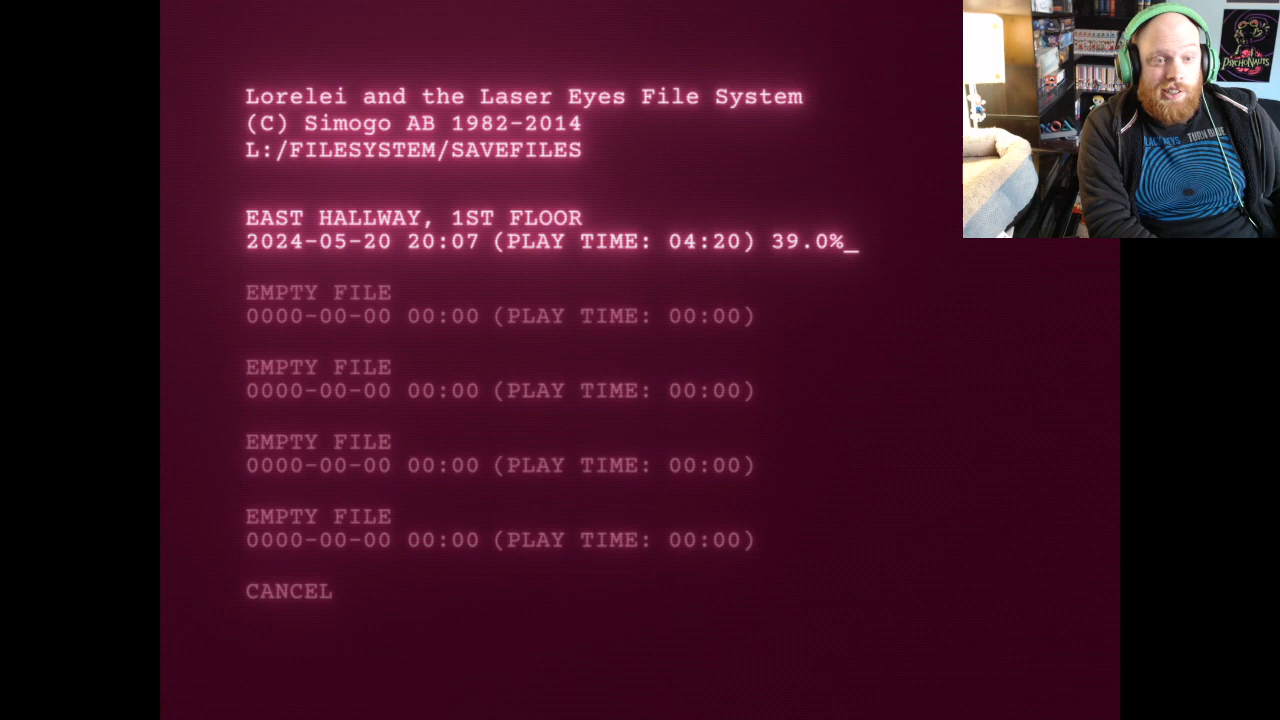 Lorelei and the Laser Eyes File System
(C) Simogo AB 1982-2014
L:/FILESYSTEM/SAVEFILES
EAST HALLWAY, 1ST FLOOR
2024-05-20 20:07 (PLAY TIME: 04:20) 39.0%_
EMPTY FILE
0000-00-00 00:00 (PLAY TIME: 00:00)
EMPTY FILE
0000-00-00 00:00 (PLAY TIME: 00:00)
EMPTY FILE
0000-00-00 00:00 (PLAY TIME: 00:00)
EMPTY FILE
0000-00-00 00:00 (PLAY TIME: 00:00)
CANCEL
PSYCHONAUTS
TURN BLUE